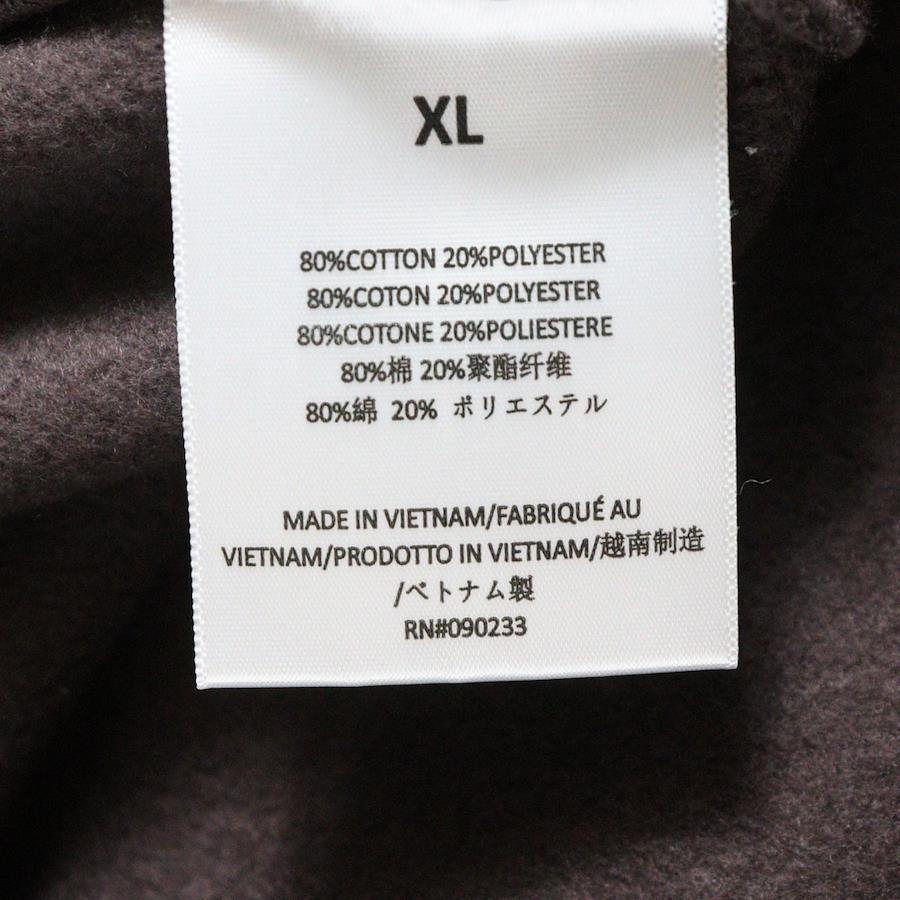 XL
80%COTTON 20%POLYESTER
80%COTON 20%POLYESTER
80%COTONE 20%POLIESTERE
80%棉 20%聚酯纤维
80%綿 20% ポリエステル
MADE IN VIETNAM/FABRIQUÉ AU
VIETNAM/PRODOTTO IN VIETNAM/越南制造
/ベトナム製
RN#090233